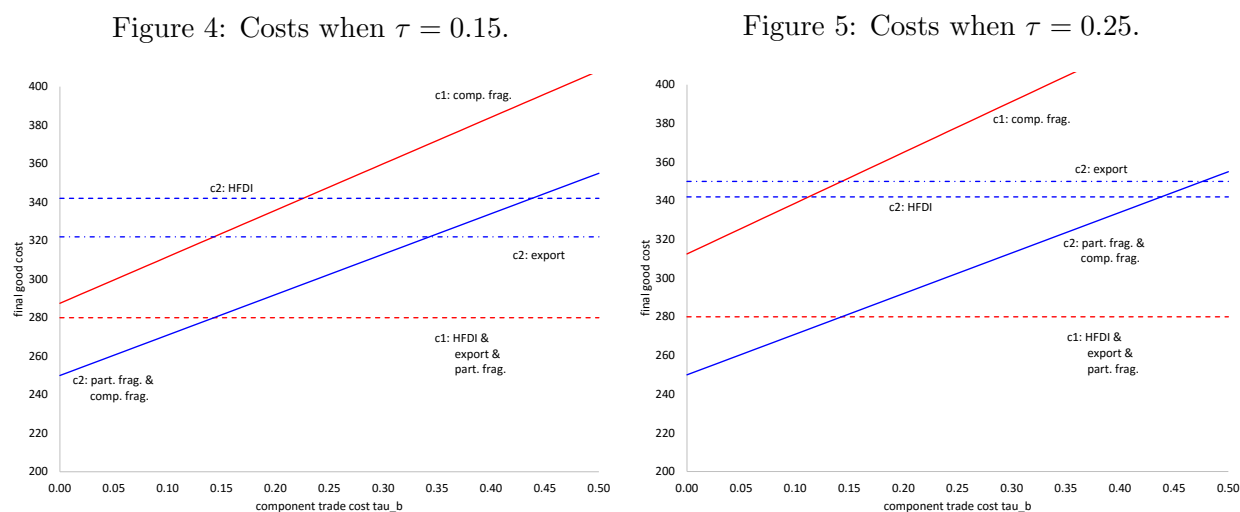 Figure 4: Costs when τ = 0.15.
400
c1: comp. frag.
380
360
c2: HFDI
340
320
c2: export
final good cost
300
280
c1: HFDI &
export &
260
part. frag.
c2: part. frag. &
comp. frag.
240
220
200
0.00 0.05 0.10 0.15 0.20 0.25 0.30 0.35 0.40 0.45 0.50
component trade cost tau_b
Figure 5: Costs when τ = 0.25.
400
c1: comp. frag.
380
360
c2: export
340
c2: HFDI
320
c2: part. frag. &
comp. frag.
final good cost
300
280
c1: HFDI &
export &
part. frag.
260
240
220
200
0.00 0.05 0.10 0.15 0.20 0.25 0.30 0.35 0.40 0.45 0.50
component trade cost tau_b